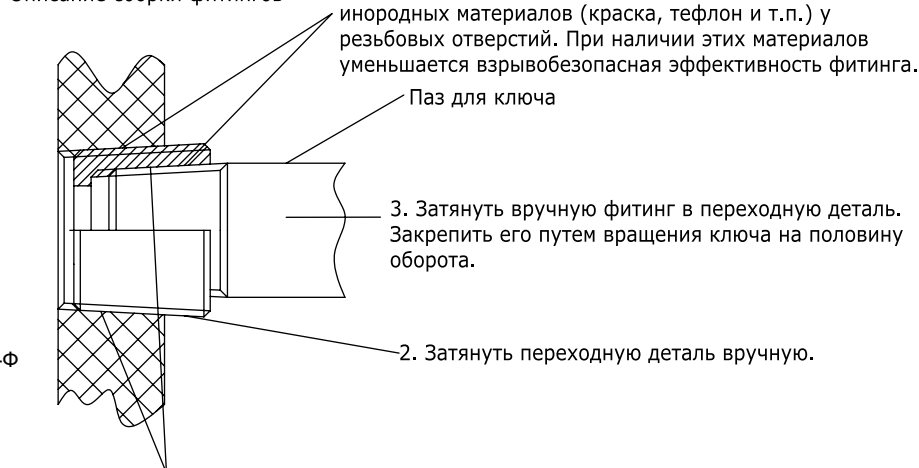 Описание сборки фитингов
инородных материалов (краска, тефлон и т.п.) у
резьбовых отверстий. При наличии этих материалов
уменьшается взрывобезопасная эффективность фитинга.
Паз для ключа
3. Затянуть вручную фитинг в переходную деталь.
Закрепить его путем вращения ключа на половину
оборота.
2. Затянуть переходную деталь вручную.
Ф